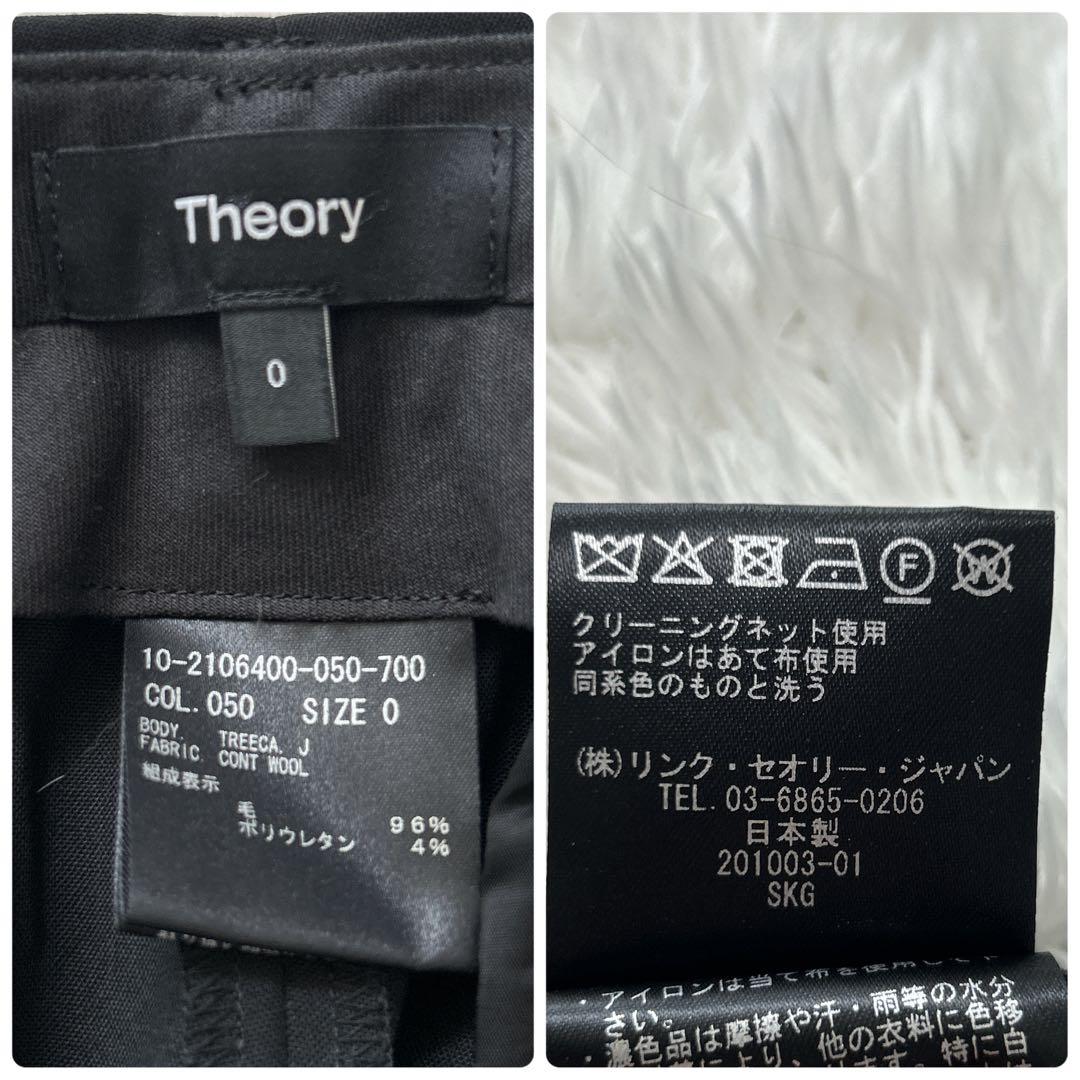 Theory
0
10-2106400-050-700
COL. 050 SIZE 0
BODY. TREECA. J
FABRIC. CONT WOOL
組成表示
毛 96%
ポリウレタン 4%
F
W
クリーニングネット使用
アイロンはあて布使用
同系色のものと洗う
(株)リンク・セオリー・ジャパン
TEL. 03-6865-0206
日本製
201003-01
SKG
・アイロンは当て布を使用して下
さい。
・濃色品は摩擦や汗・雨等の水分
他の衣料に色移
特に白